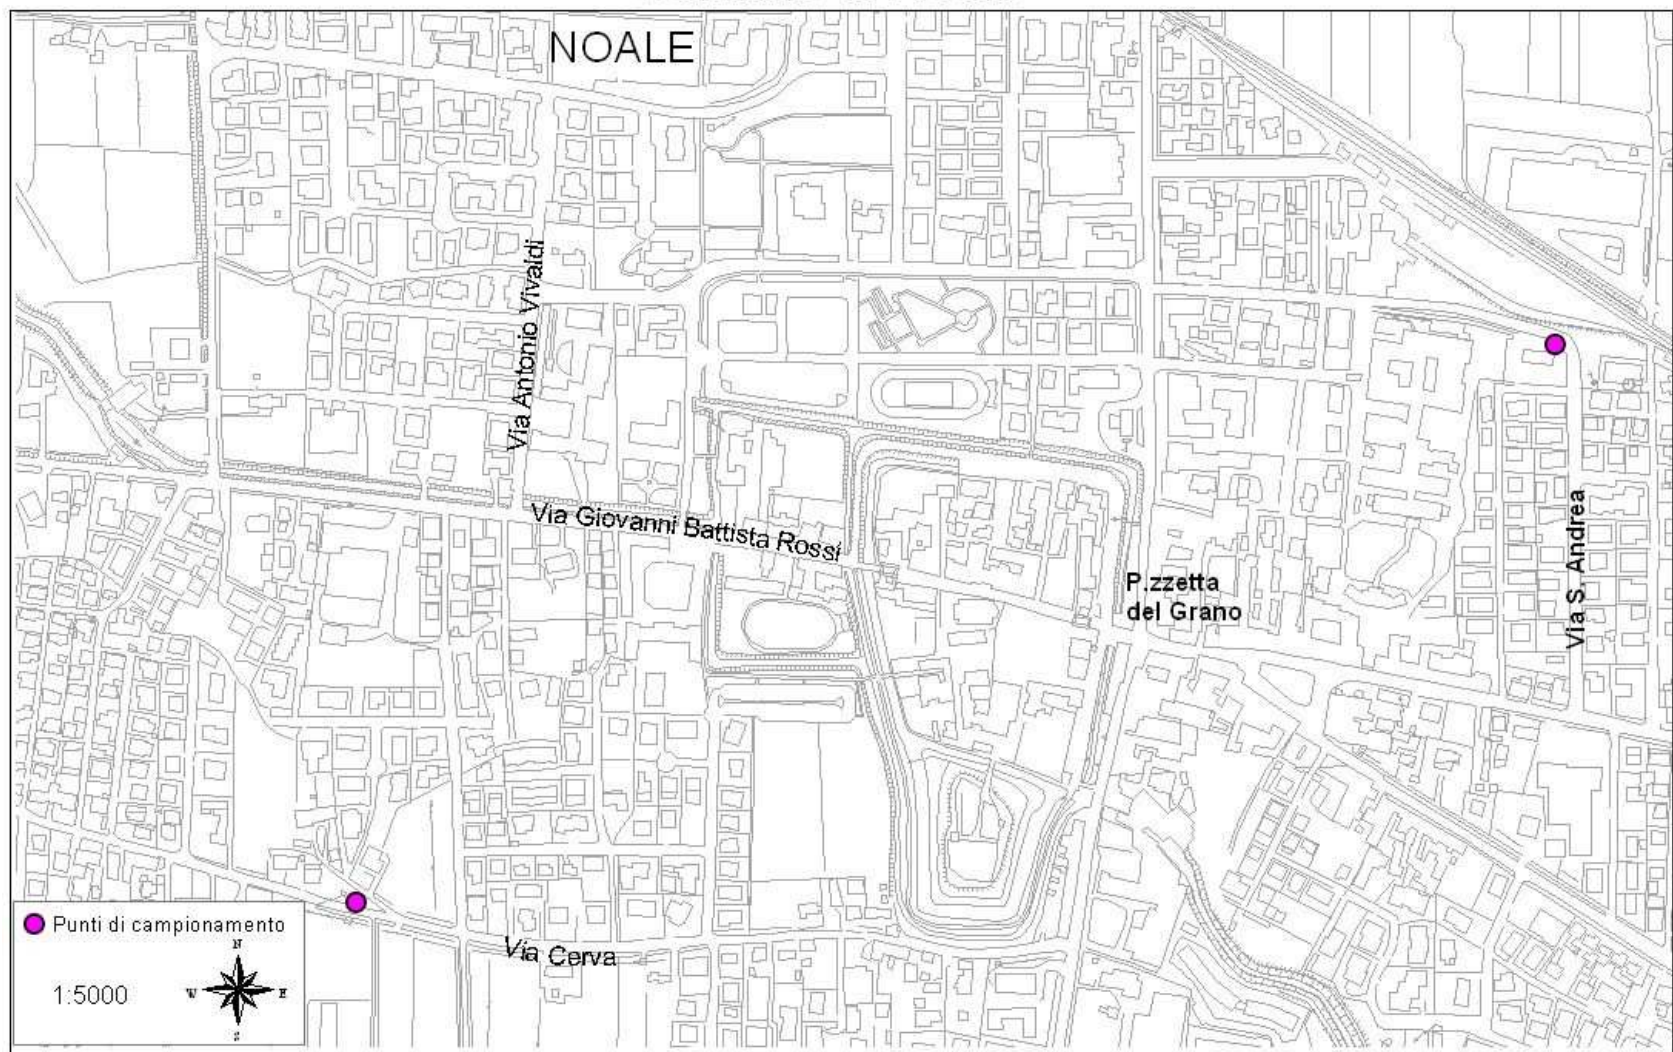 NOALE
Via Antonio Vivaldi
Via Giovanni Battista Rossi
P.zzetta
del Grano
Via S. Andrea
Via Cerva
Punti di campionamento
1:5000
N
W
E
S